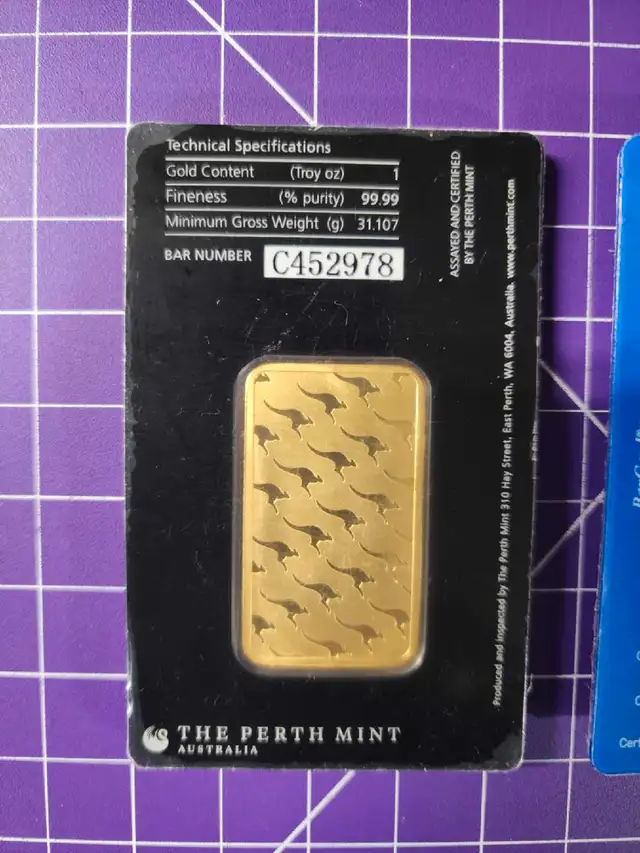 Technical Specifications
Gold Content (Troy oz) 1
Fineness (% purity) 99.99
Minimum Gross Weight (g) 31.107
BAR NUMBER C452978
ASSAYED AND CERTIFIED
BY THE PERTH MINT
Produced and inspected by The Perth Mint 310 Hay Street, East Perth, WA 6004, Australia. www.perthmint.com
THE PERTH MINT
AUSTRALIA